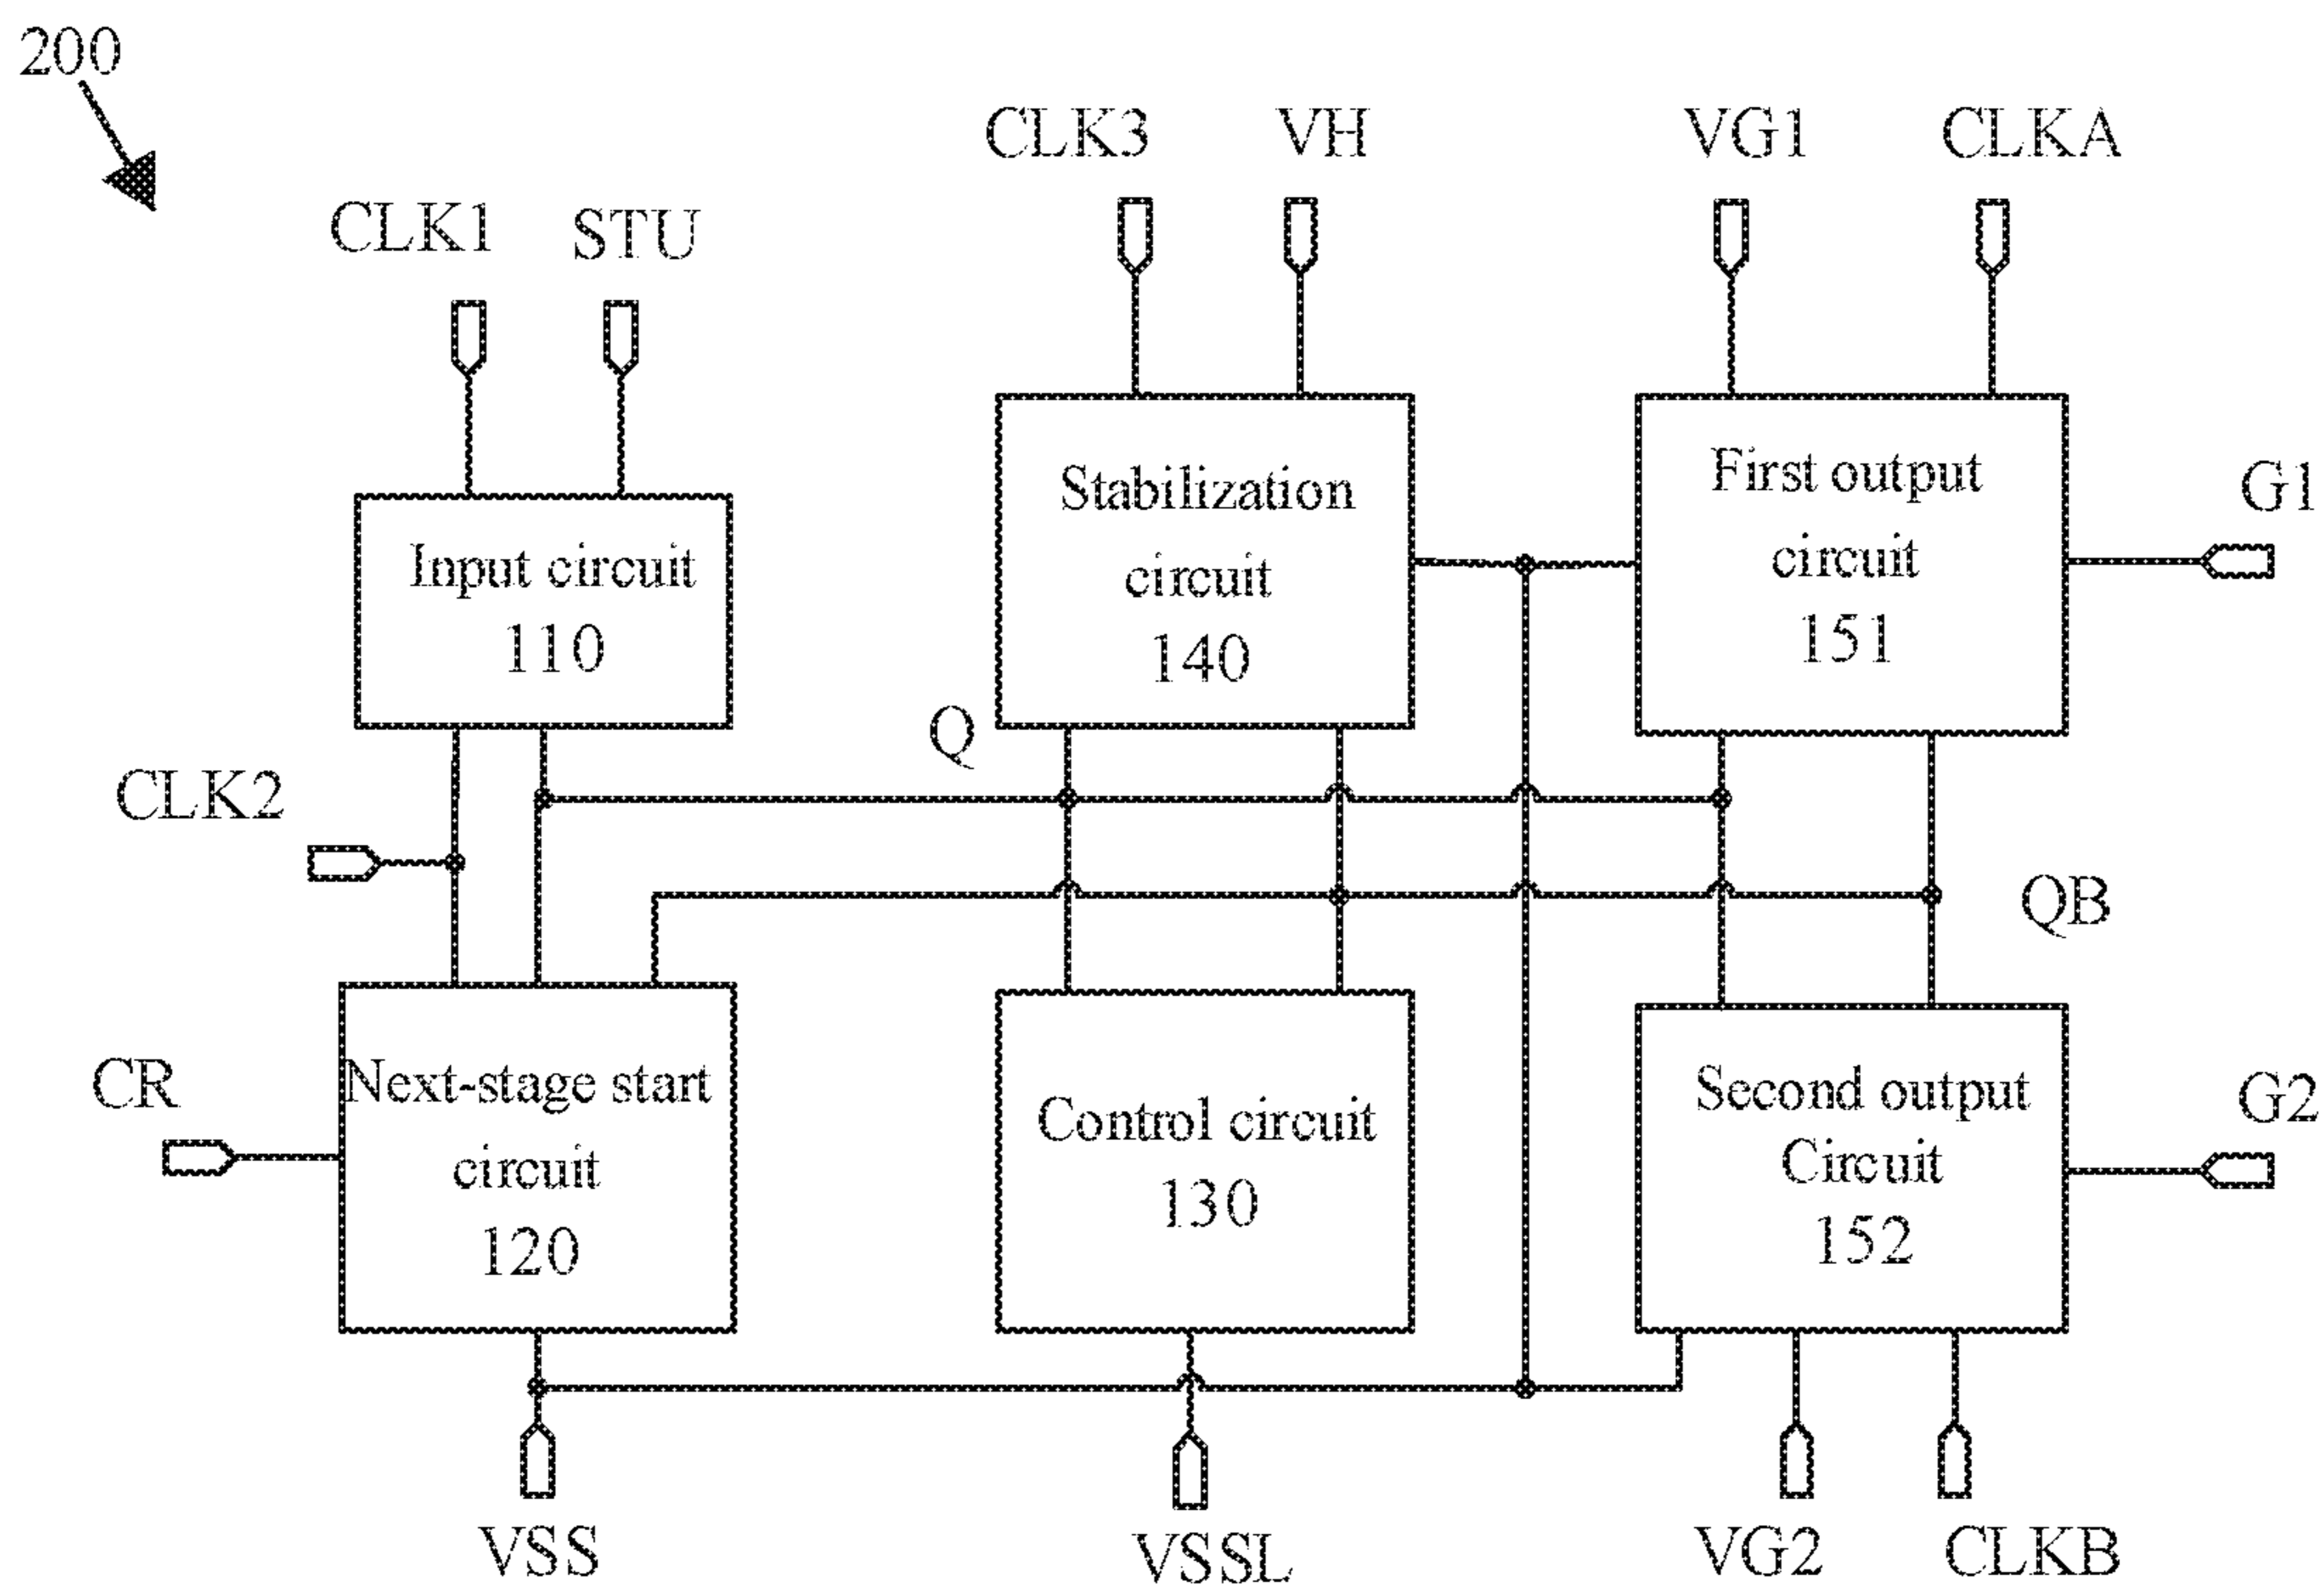 200
CLK3
VH
VG1
CLKA
CLK1
STU
Input circuit
110
Stabilization
circuit
140
First output
circuit
151
G1
Q
CLK2
QB
CR
Next-stage start
circuit
120
Control circuit
130
Second output
Circuit
152
G2
VSS
VSSL
VG2
CLKB